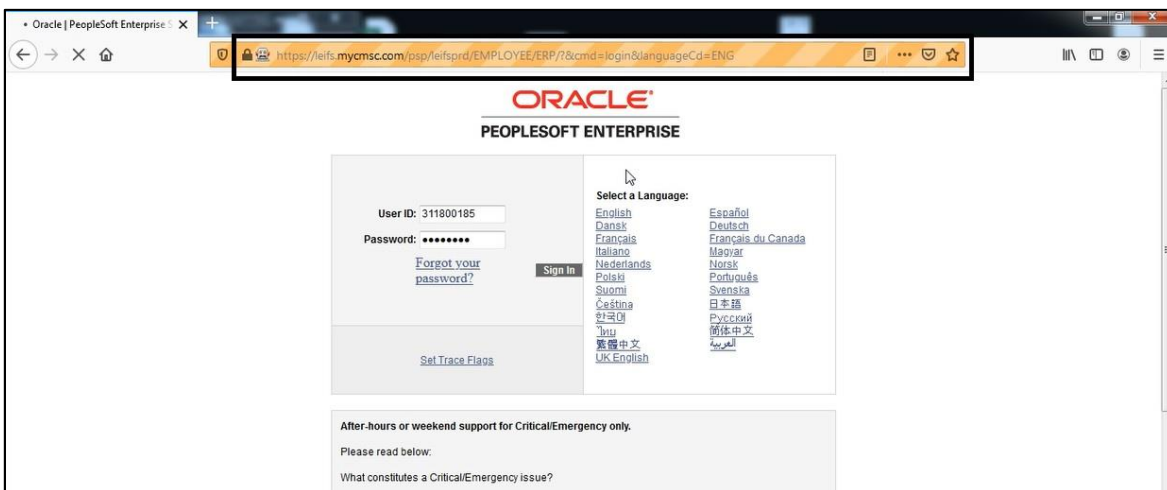 Oracle | PeopleSoft Enterprise S
https://leifs.mycmsc.com/psp/leifsprd/EMPLOYEE/ERP/?&cmd=login&languageCd=ENG
ORACLE
PEOPLESOFT ENTERPRISE
User ID: 311800185
Password:
Forgot your
password?
Sign In
Set Trace Flags
Select a Language:
English Español
Dansk Deutsch
Français Français du Canada
Italiano Magyar
Nederlands Norsk
Polski Português
Suomi Svenska
Čeština 日本語
한국어 Русский
ไทย 简体中文
繁體中文 العربية
UK English
After-hours or weekend support for Critical/Emergency only.
Please read below:
What constitutes a Critical/Emergency issue?